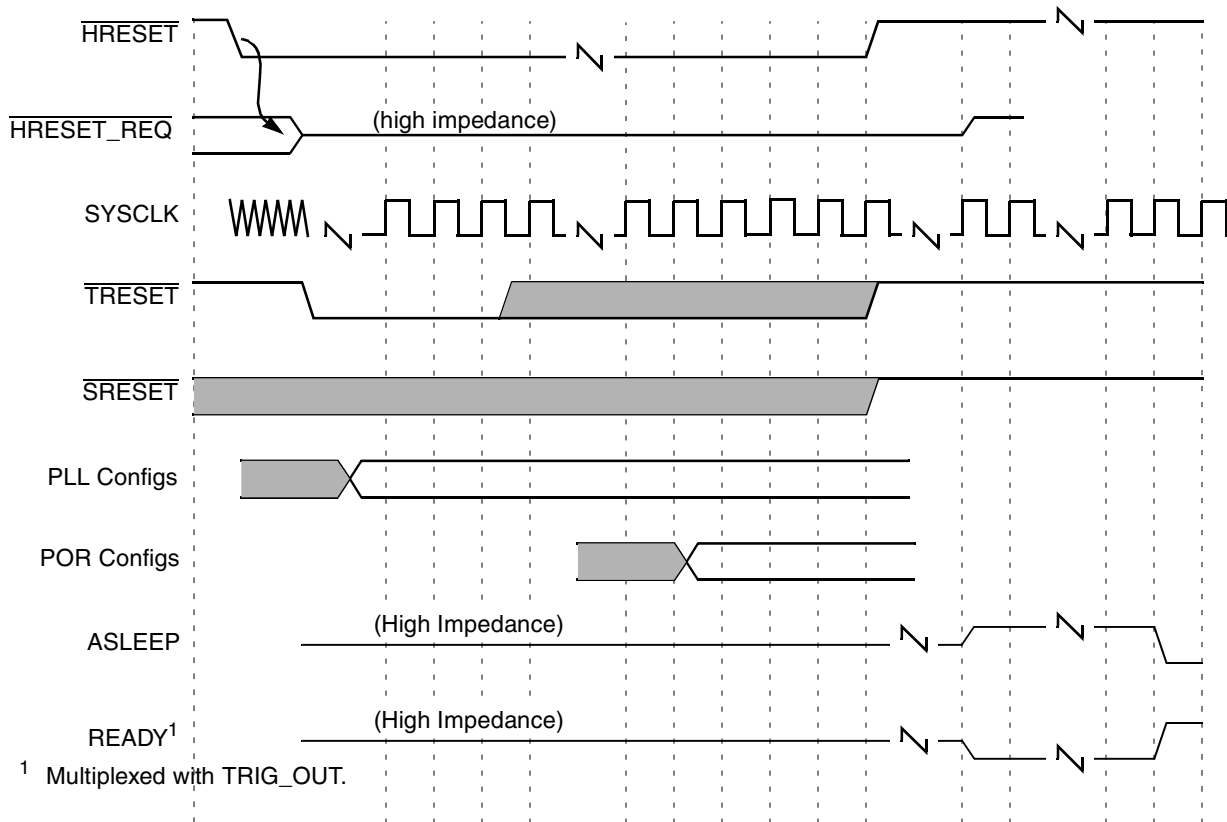 HRESET
HRESET_REQ
(high impedance)
SYSCLK
TRESET
SRESET
PLL Configs
POR Configs
ASLEEP
(High Impedance)
READY1
(High Impedance)
1 Multiplexed with TRIG_OUT.